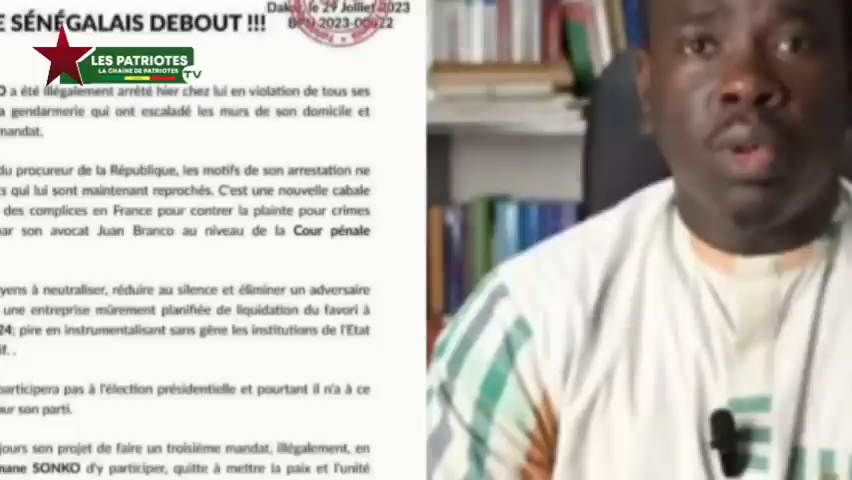 Dakar, le 29 Juillet 2023
E SÉNÉGALAIS DEBOUT !!!
LES PATRIOTES
LA CHAINE DE PATRIOTES
TV
O a été illégalement arrêté hier chez lui en violation de tous ses
a gendarmerie qui ont escaladé les murs de son domicile et
mandat.
du procureur de la République, les motifs de son arrestation ne
s qui lui sont maintenant reprochés. C'est une nouvelle cabale
des complices en France pour contrer la plainte pour crimes
par son avocat Juan Branco au niveau de la Cour pénale
yens à neutraliser, réduire au silence et éliminer un adversaire
une entreprise mûrement planifiée de liquidation du favori à
24; pire en instrumentalisant sans gêne les institutions de l'Etat
if. .
participera pas à l'élection présidentielle et pourtant il n'a à ce
our son parti.
jours son projet de faire un troisième mandat, illégalement, en
mane SONKO d'y participer, quitte à mettre la paix et l'unité